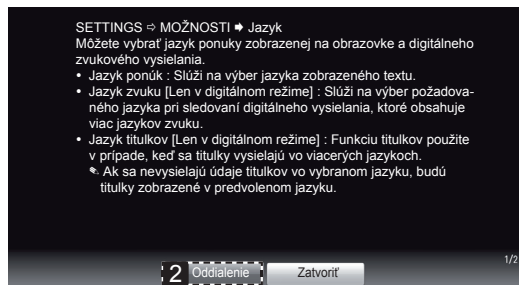 SETTINGS ⇨ MOŽNOSTI ➧ Jazyk
Môžete vybrať jazyk ponuky zobrazenej na obrazovke a digitálneho
zvukového vysielania.
• Jazyk ponúk : Slúži na výber jazyka zobrazeného textu.
• Jazyk zvuku [Len v digitálnom režime] : Slúži na výber požadova-
ného jazyka pri sledovaní digitálneho vysielania, ktoré obsahuje
viac jazykov zvuku.
• Jazyk titulkov [Len v digitálnom režime] : Funkciu titulkov použite
v prípade, keď sa titulky vysielajú vo viacerých jazykoch.
✎ Ak sa nevysielajú údaje titulkov vo vybranom jazyku, budú
titulky zobrazené v predvolenom jazyku.
1/2
2 Oddialenie Zatvoriť